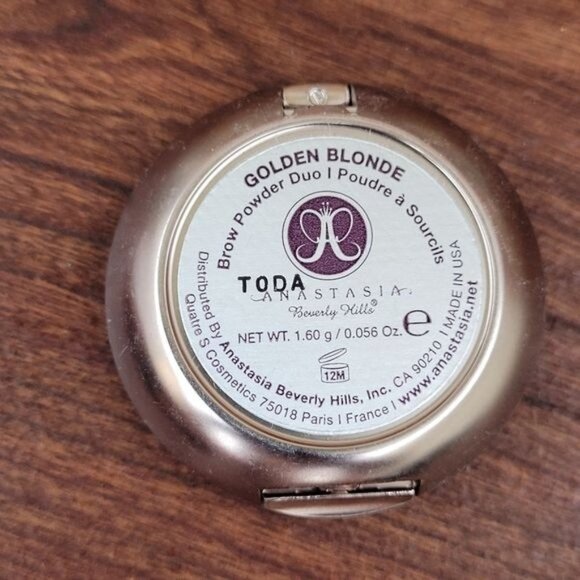 GOLDEN BLONDE
Brow Powder Duo | Poudre à Sourcils
TODA
ANASTASIA
Beverly Hills®
NET WT. 1.60 g / 0.056 Oz. ℮
12M
Distributed By Anastasia Beverly Hills, Inc. CA 90210 | MADE IN USA
Quatre S Cosmetics 75018 Paris | France | www.anastasia.net